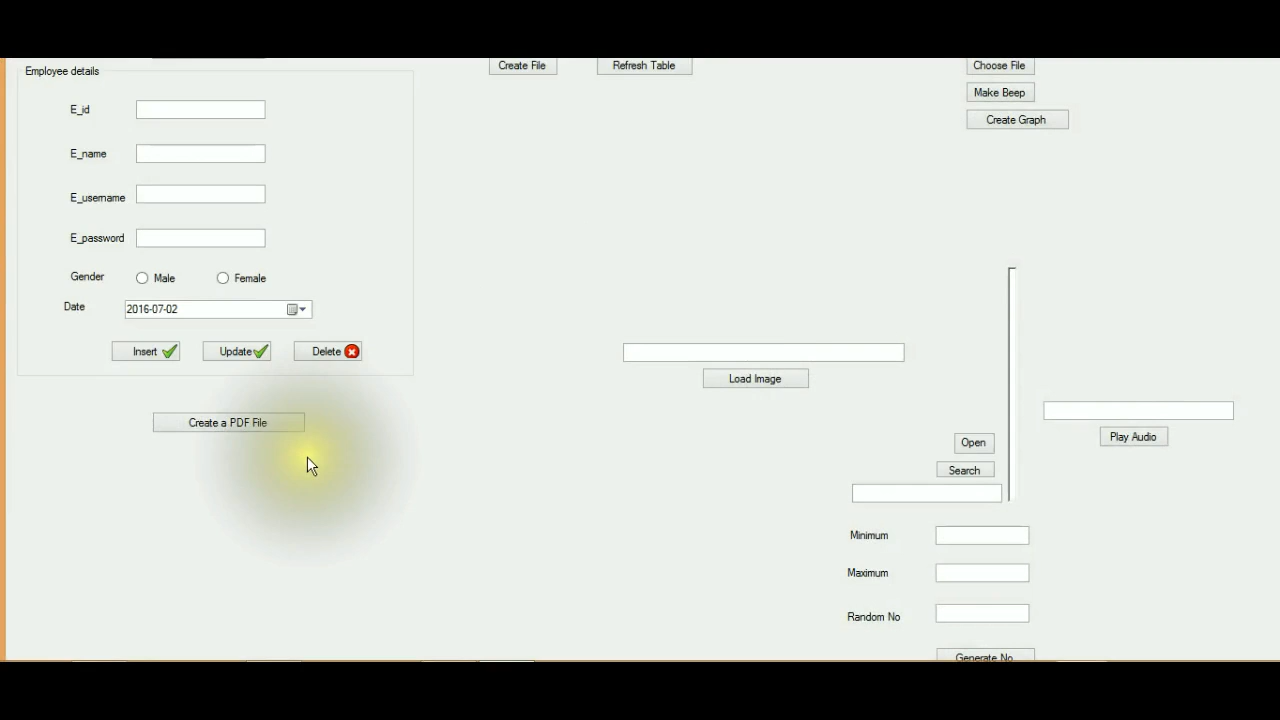 Employee details
Create File
Refresh Table
Choose File
Make Beep
Create Graph
E_id
E_name
E_username
E_password
Gender
Male
Female
Date
2016-07-02
Insert
Update
Delete
Load Image
Create a PDF File
Play Audio
Open
Search
Minimum
Maximum
Random No
Generate No